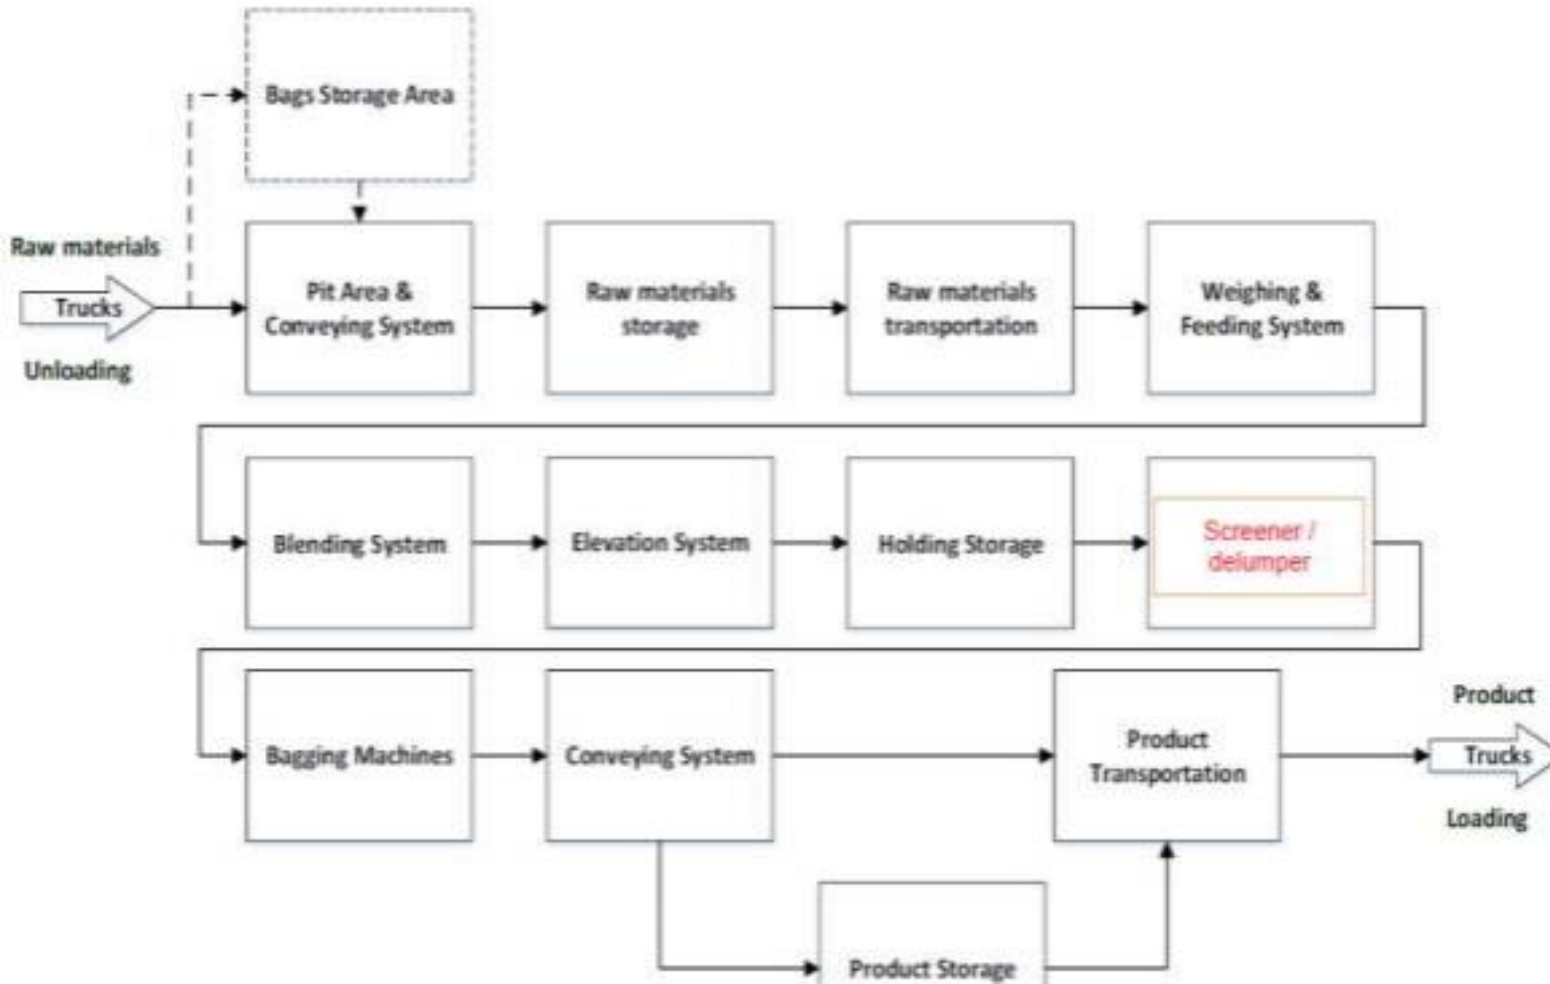 Bags Storage Area
Raw materials
Trucks
Unloading
Pit Area &
Conveying System
Raw materials
storage
Raw materials
transportation
Weighing &
Feeding System
Blending System
Elevation System
Holding Storage
Screener /
delumper
Bagging Machines
Conveying System
Product
Transportation
Product
Trucks
Loading
Product Storage